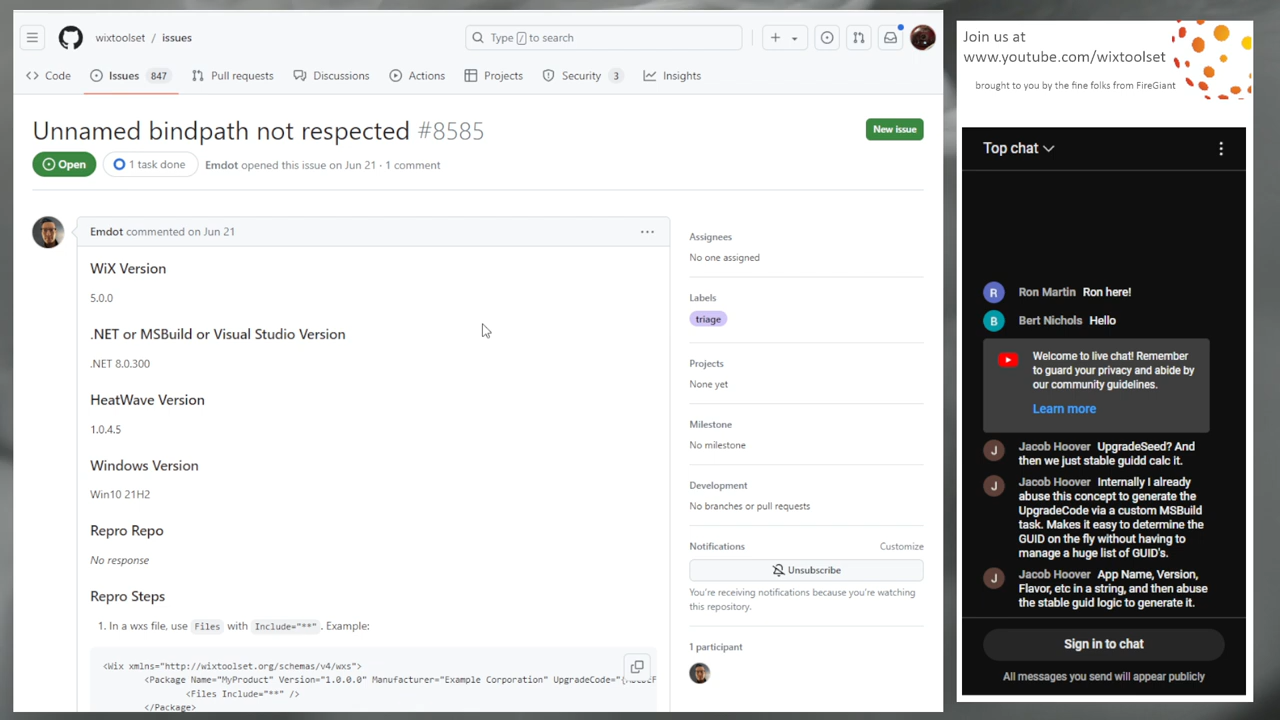 wixtoolset / issues
Type / to search
Code
Issues 847
Pull requests
Discussions
Actions
Projects
Security 3
Insights
Unnamed bindpath not respected #8585
New issue
Open
1 task done
Emdot opened this issue on Jun 21 · 1 comment
Emdot commented on Jun 21
WiX Version
5.0.0
.NET or MSBuild or Visual Studio Version
.NET 8.0.300
HeatWave Version
1.0.4.5
Windows Version
Win10 21H2
Repro Repo
No response
Repro Steps
1. In a wxs file, use Files with Include="**". Example:
<Wix xmlns="http://wixtoolset.org/schemas/v4/wxs">
<Package Name="MyProduct" Version="1.0.0.0" Manufacturer="Example Corporation" UpgradeCode="
<Files Include="**" />
</Package>
Assignees
No one assigned
Labels
triage
Projects
None yet
Milestone
No milestone
Development
No branches or pull requests
Notifications
Customize
Unsubscribe
You're receiving notifications because you're watching
this repository.
1 participant
Join us at
www.youtube.com/wixtoolset
brought to you by the fine folks from FireGiant
Top chat
R
Ron Martin Ron here!
B
Bert Nichols Hello
Welcome to live chat! Remember
to guard your privacy and abide by
our community guidelines.
Learn more
J
Jacob Hoover UpgradeSeed? And
then we just stable guidd calc it.
J
Jacob Hoover Internally I already
abuse this concept to generate the
UpgradeCode via a custom MSBuild
task. Makes it easy to determine the
GUID on the fly without having to
manage a huge list of GUID's.
J
Jacob Hoover App Name, Version,
Flavor, etc in a string, and then abuse
the stable guid logic to generate it.
Sign in to chat
All messages you send will appear publicly